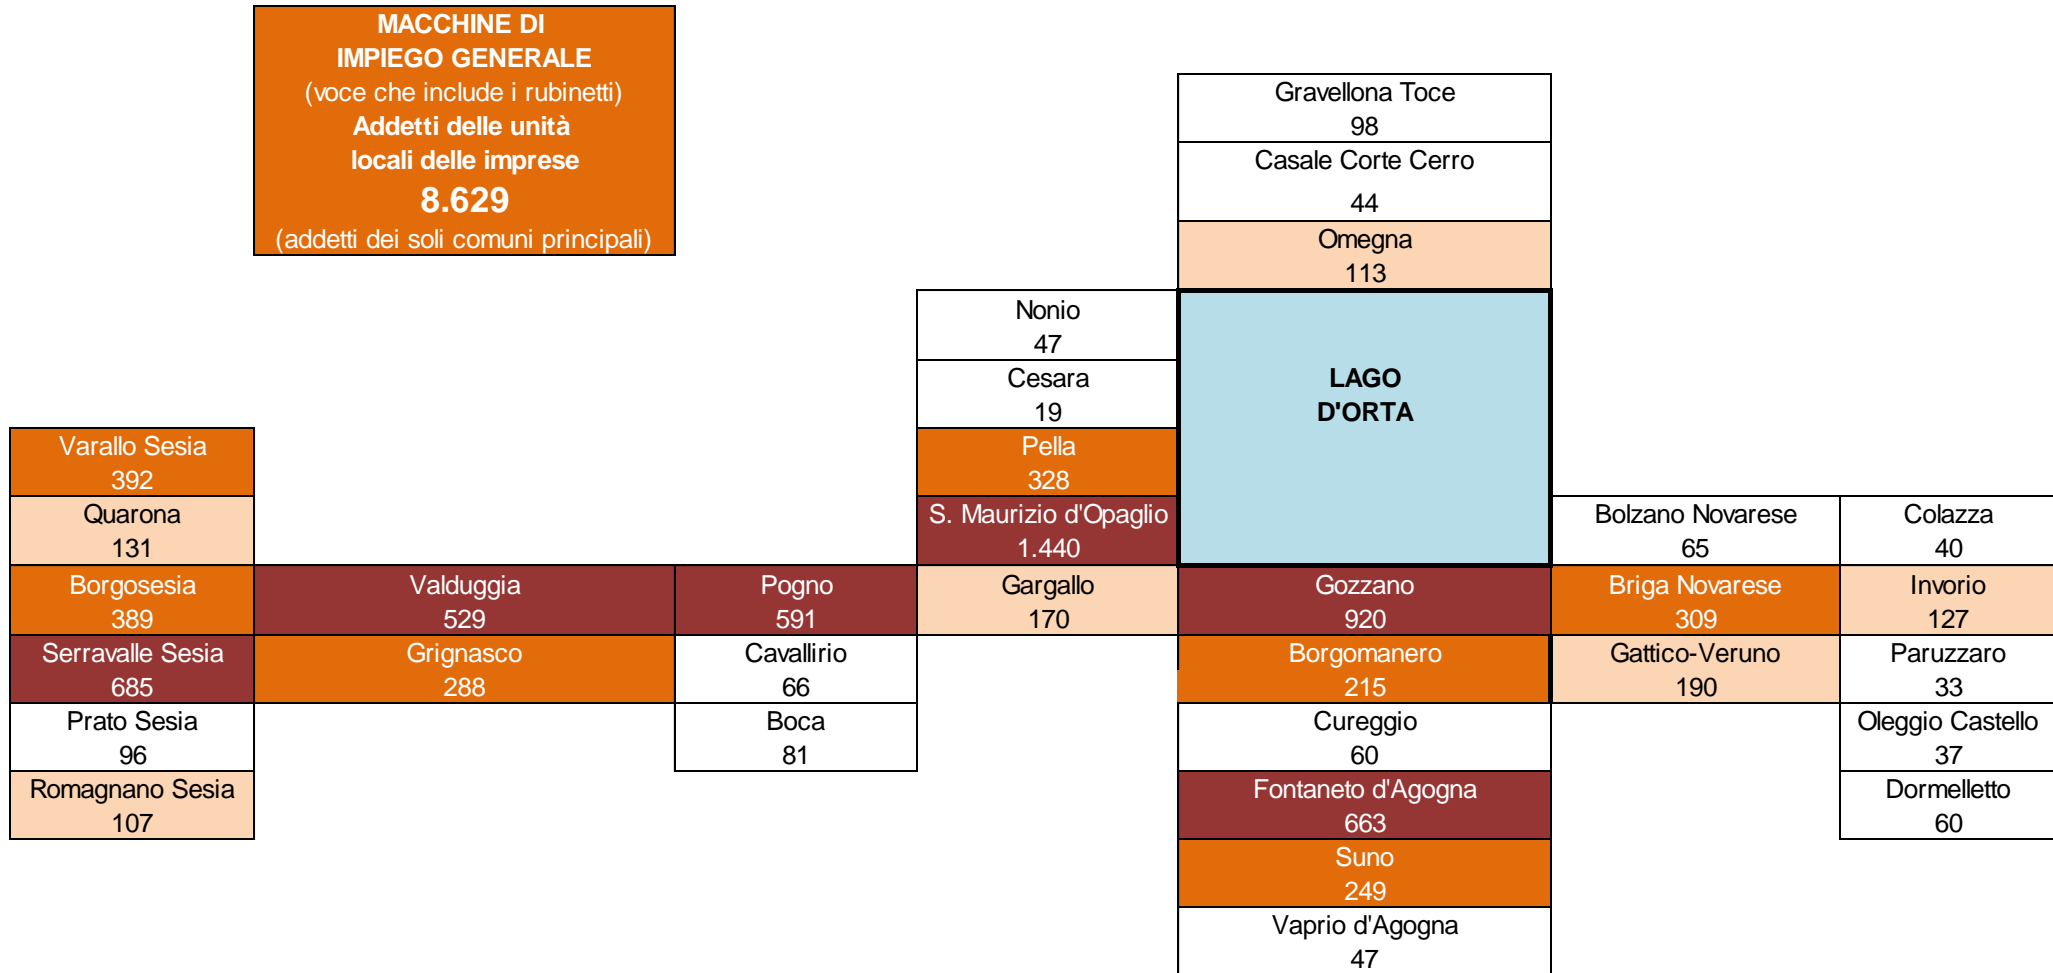 MACCHINE DI
IMPIEGO GENERALE
(voce che include i rubinetti)
Addetti delle unità
locali delle imprese
8.629
(addetti dei soli comuni principali)
Gravellona Toce
98
Casale Corte Cerro
44
Omegna
113
Nonio
47
Cesara
19
LAGO
D'ORTA
Varallo Sesia
392
Pella
328
Quarona
131
S. Maurizio d'Opaglio
1.440
Bolzano Novarese
65
Colazza
40
Borgosesia
389
Valduggia
529
Pogno
591
Gargallo
170
Gozzano
920
Briga Novarese
309
Invorio
127
Serravalle Sesia
685
Grignasco
288
Cavallirio
66
Borgomanero
215
Gattico-Veruno
190
Paruzzaro
33
Prato Sesia
96
Boca
81
Cureggio
60
Oleggio Castello
37
Romagnano Sesia
107
Fontaneto d'Agogna
663
Dormelletto
60
Suno
249
Vaprio d'Agogna
47